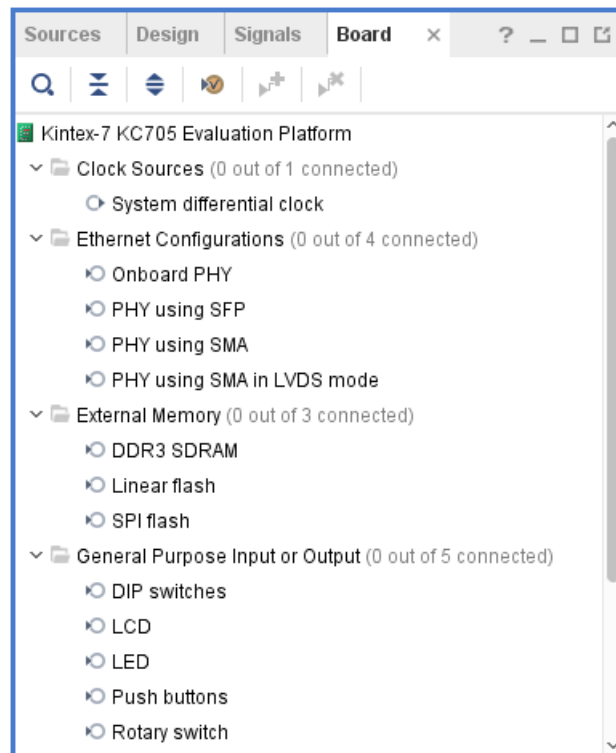 Sources Design Signals Board × ?
Kintex-7 KC705 Evaluation Platform
Clock Sources (0 out of 1 connected)
System differential clock
Ethernet Configurations (0 out of 4 connected)
Onboard PHY
PHY using SFP
PHY using SMA
PHY using SMA in LVDS mode
External Memory (0 out of 3 connected)
DDR3 SDRAM
Linear flash
SPI flash
General Purpose Input or Output (0 out of 5 connected)
DIP switches
LCD
LED
Push buttons
Rotary switch